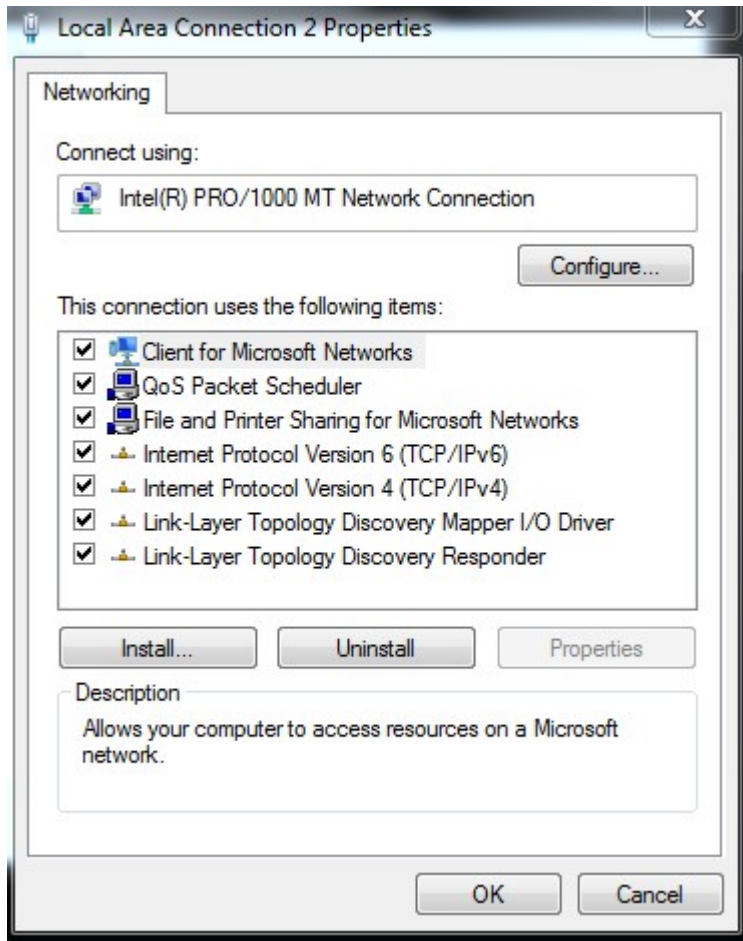 Local Area Connection 2 Properties
X
Networking
Connect using:
Intel(R) PRO/1000 MT Network Connection
Configure...
This connection uses the following items:
Client for Microsoft Networks
QoS Packet Scheduler
File and Printer Sharing for Microsoft Networks
Internet Protocol Version 6 (TCP/IPv6)
Internet Protocol Version 4 (TCP/IPv4)
Link-Layer Topology Discovery Mapper I/O Driver
Link-Layer Topology Discovery Responder
Install...
Uninstall
Properties
Description
Allows your computer to access resources on a Microsoft
network.
OK
Cancel